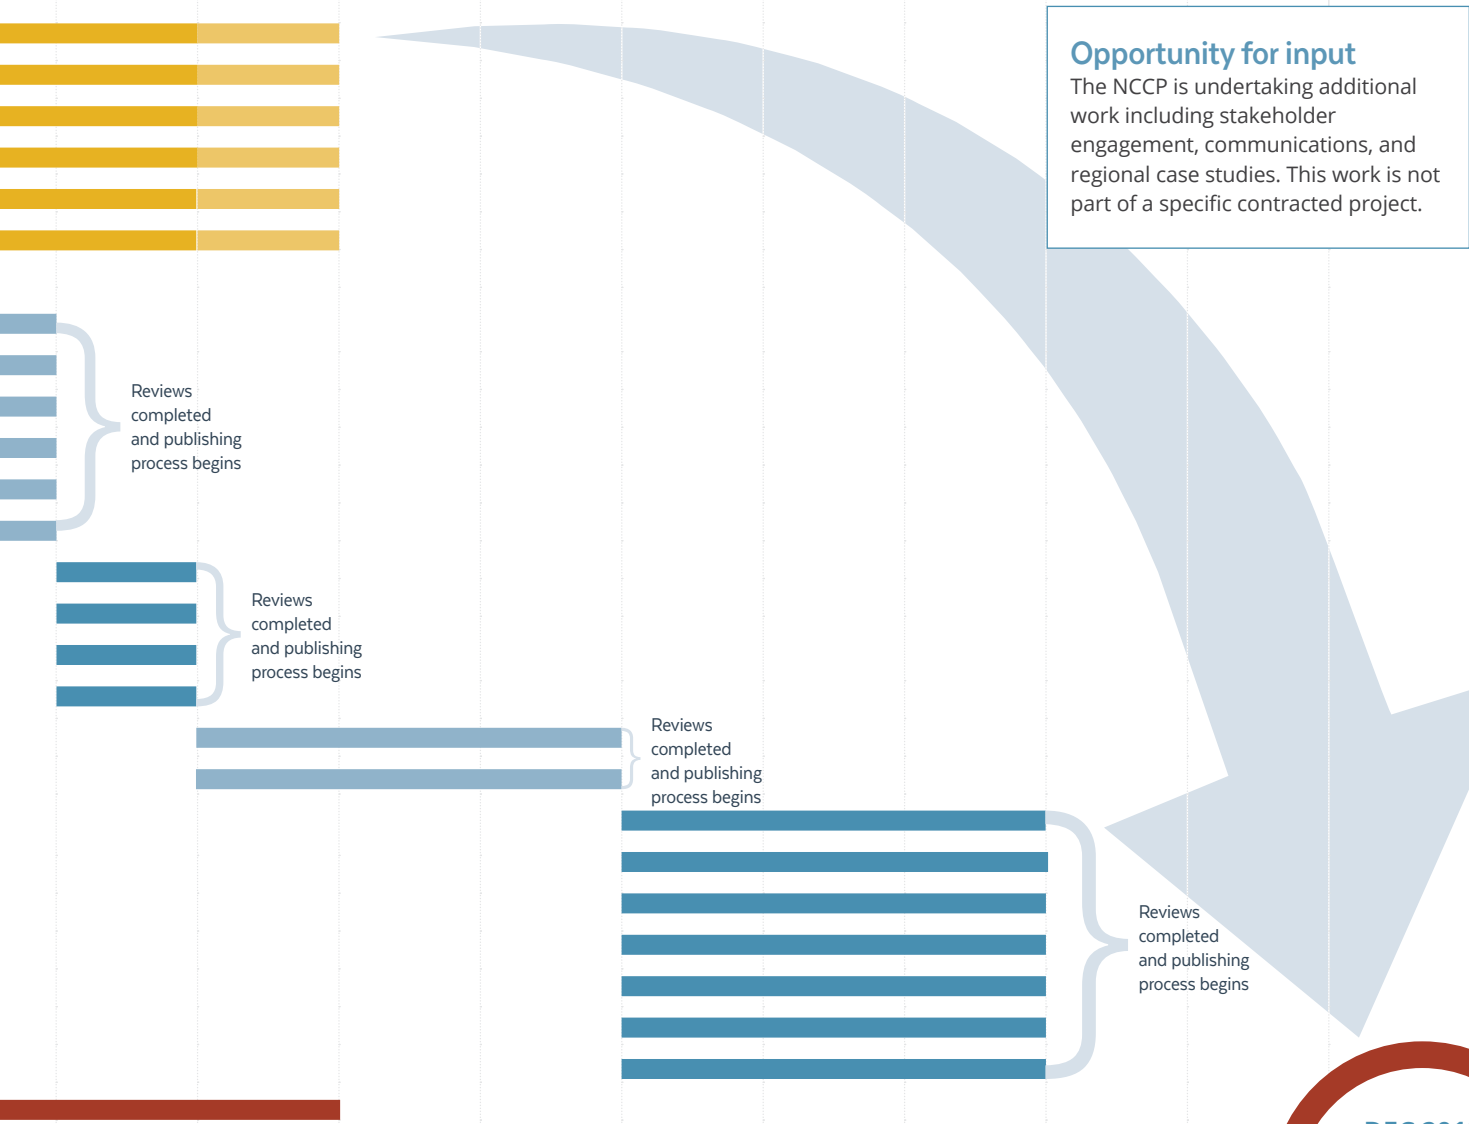 Opportunity for input
The NCCP is undertaking additional
work including stakeholder
engagement, communications, and
regional case studies. This work is not
part of a specific contracted project.
Reviews
completed
and publishing
process begins
Reviews
completed
and publishing
process begins
Reviews
completed
and publishing
process begins
Reviews
completed
and publishing
process begins